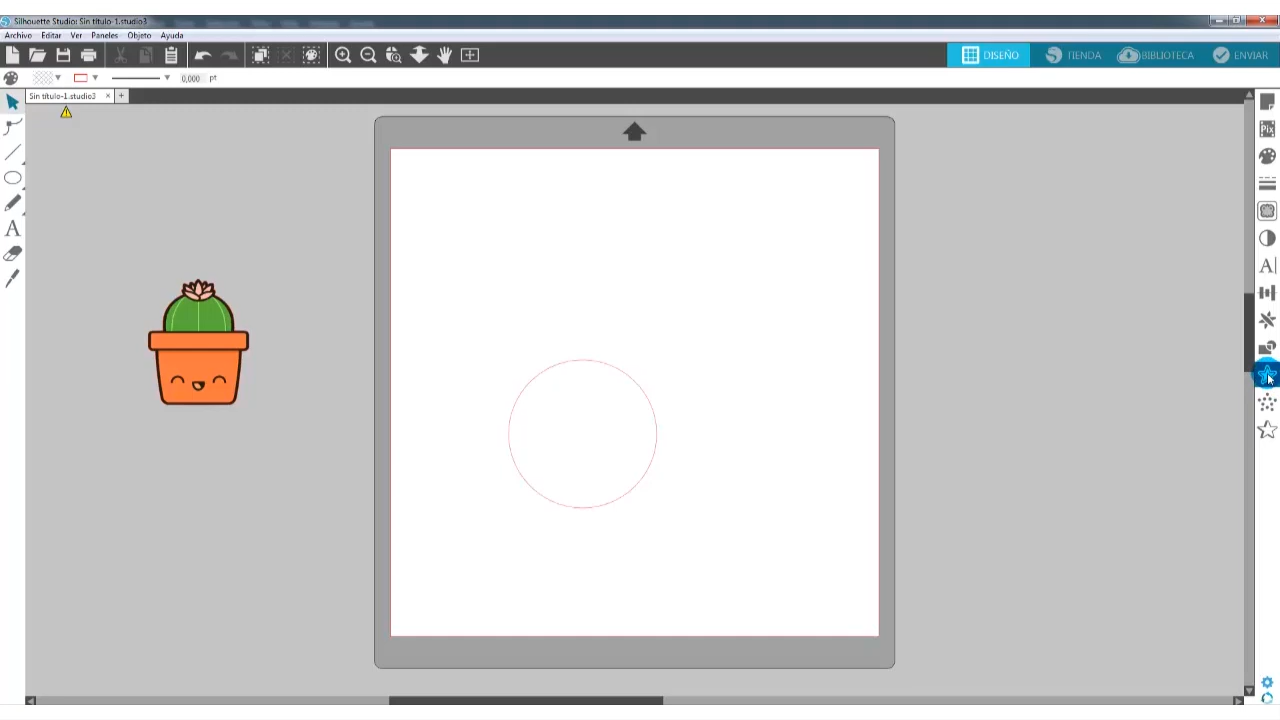 Silhouette Studio: Sin título-1.studio3
Archivo Editar Ver Paneles Objeto Ayuda
DISEÑO TIENDA BIBLIOTECA ENVIAR
0,000 pt
Sin título-1.studio3 × +
Pix
A A